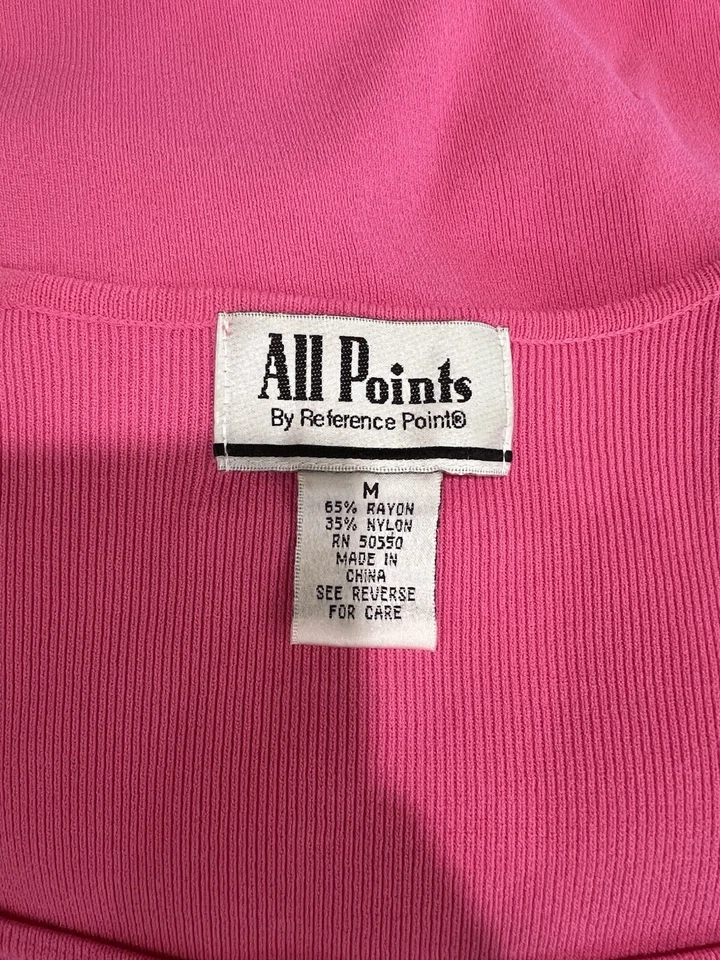 All Points
By Reference Point®
M
65% RAYON
35% NYLON
RN 50550
MADE IN
CHINA
SEE REVERSE
FOR CARE